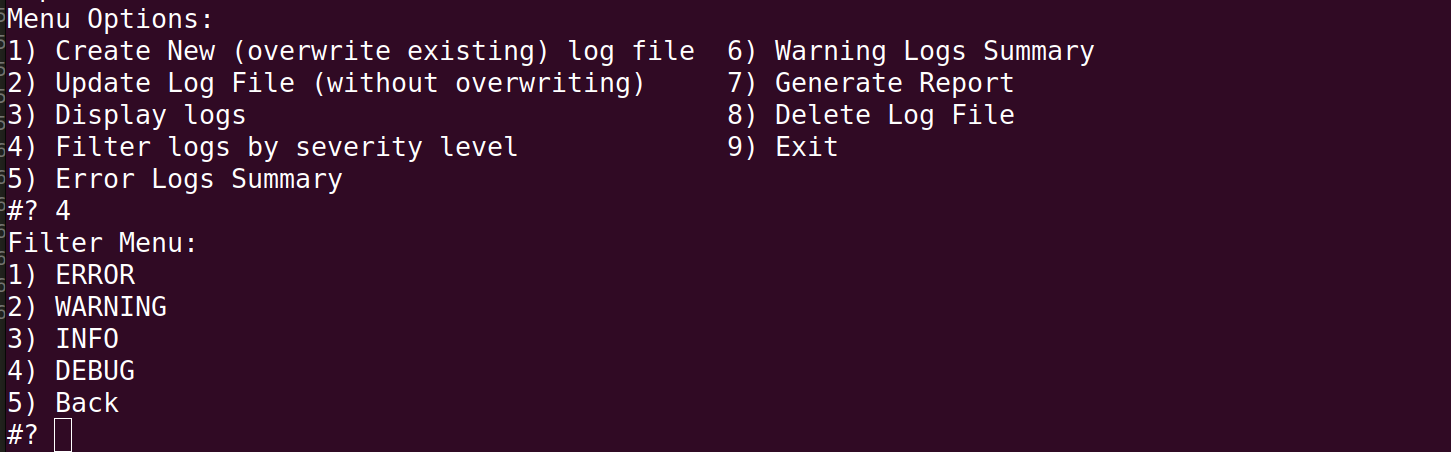 Menu Options:
1) Create New (overwrite existing) log file  6) Warning Logs Summary
2) Update Log File (without overwriting)     7) Generate Report
3) Display logs                              8) Delete Log File
4) Filter logs by severity level             9) Exit
5) Error Logs Summary
#? 4
Filter Menu:
1) ERROR
2) WARNING
3) INFO
4) DEBUG
5) Back
#?